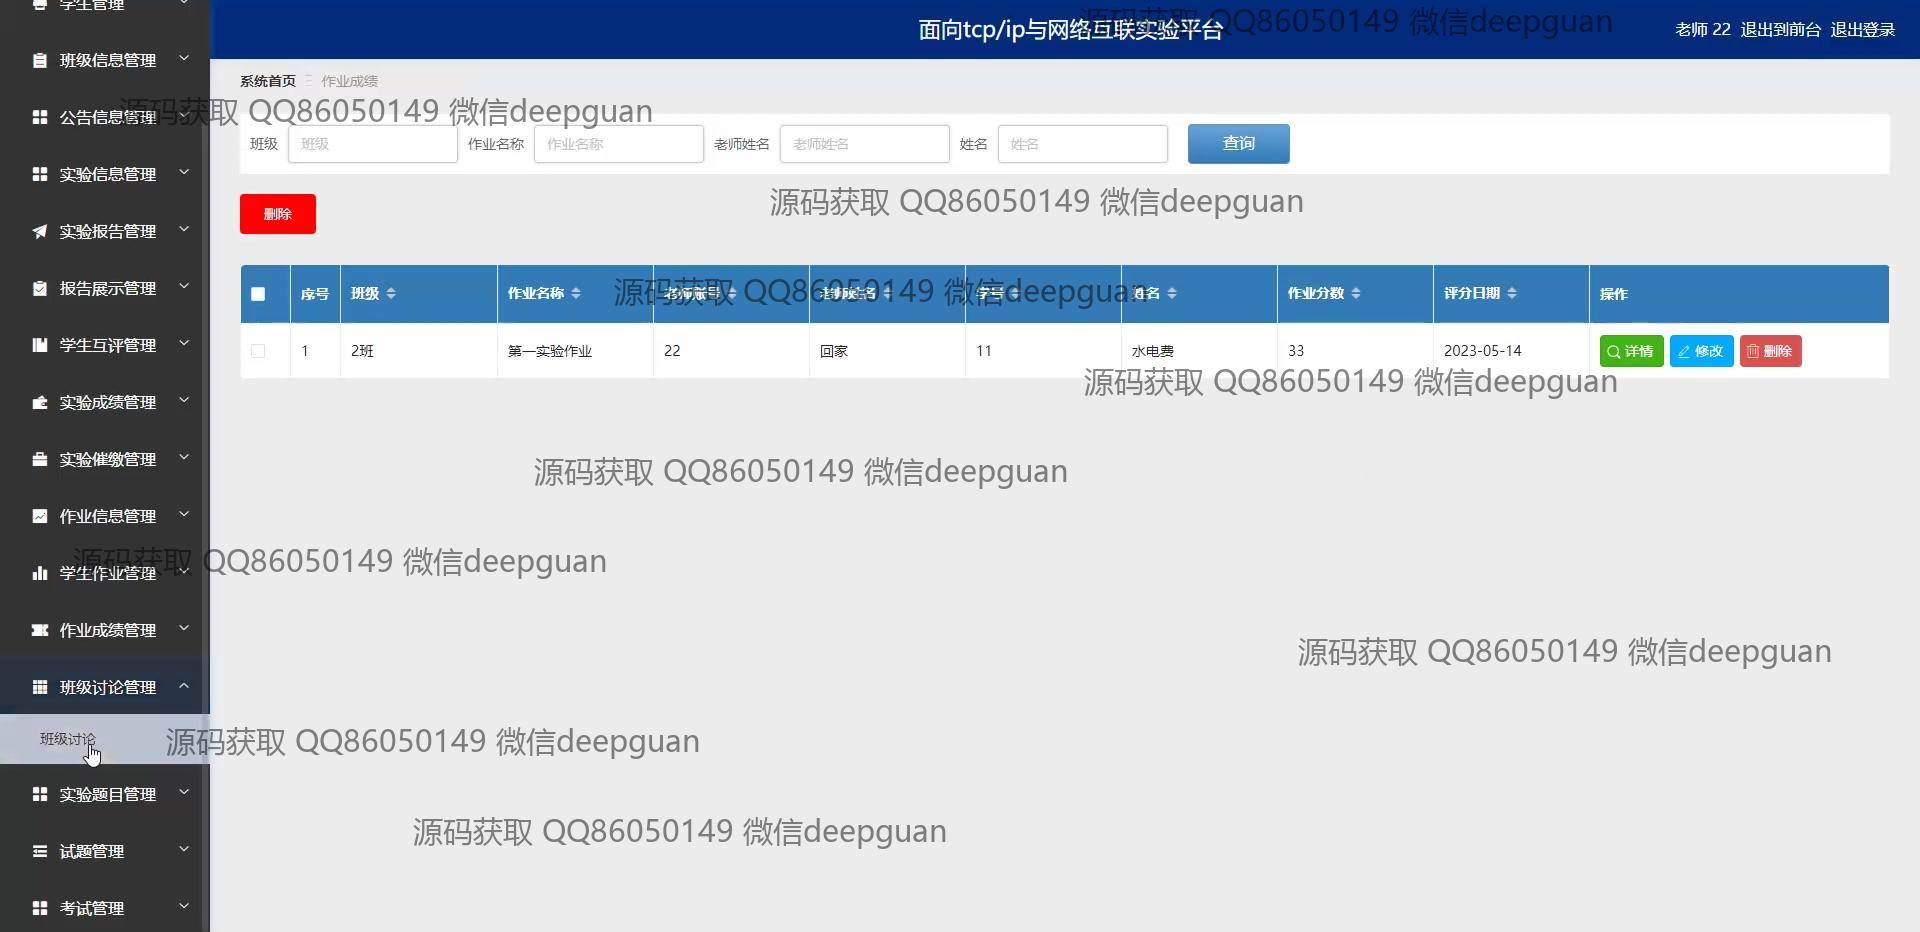 学生管理
班级信息管理
公告信息管理
实验信息管理
实验报告管理
报告展示管理
学生互评管理
实验成绩管理
实验催缴管理
作业信息管理
学生作业管理
作业成绩管理
班级讨论管理
班级讨论
实验题目管理
试题管理
考试管理
面向tcp/ip与网络互联实验平台
老师 22 退出到前台 退出登录
源码获取 QQ86050149 微信deepguan
系统首页 作业成绩
源码获取 QQ86050149 微信deepguan
班级 班级 作业名称 作业名称 老师姓名 老师姓名 姓名 姓名 查询
源码获取 QQ86050149 微信deepguan
删除
序号 班级 作业名称 老师账号 老师姓名 学号 姓名 作业分数 评分日期 操作
源码获取 QQ86050149 微信deepguan
1 2班 第一实验作业 22 回家 11 水电费 33 2023-05-14 详情 修改 删除
源码获取 QQ86050149 微信deepguan
源码获取 QQ86050149 微信deepguan
源码获取 QQ86050149 微信deepguan
源码获取 QQ86050149 微信deepguan
源码获取 QQ86050149 微信deepguan
源码获取 QQ86050149 微信deepguan